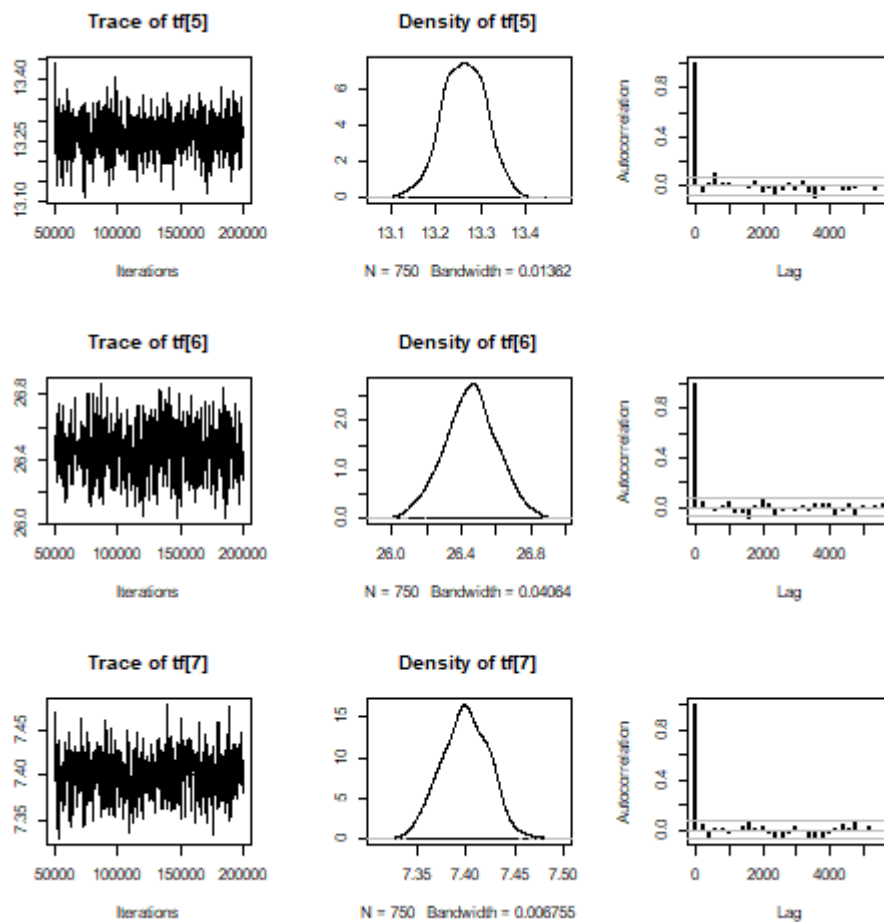 Trace of tf[5] Density of tf[5]
13.10 13.25 13.40
0 2 4 6
Autocorrelation
0.0 0.4 0.8
50000 100000 150000 200000
13.1 13.2 13.3 13.4
0 2000 4000
Iterations
N = 750 Bandwidth = 0.01362
Lag
Trace of tf[6] Density of tf[6]
26.0 26.4 26.8
0.0 1.0 2.0
Autocorrelation
0.0 0.4 0.8
50000 100000 150000 200000
26.0 26.4 26.8
0 2000 4000
Iterations
N = 750 Bandwidth = 0.04064
Lag
Trace of tf[7] Density of tf[7]
7.35 7.40 7.45
0 5 10 15
Autocorrelation
0.0 0.4 0.8
50000 100000 150000 200000
7.35 7.40 7.45 7.50
0 2000 4000
Iterations
N = 750 Bandwidth = 0.006755
Lag